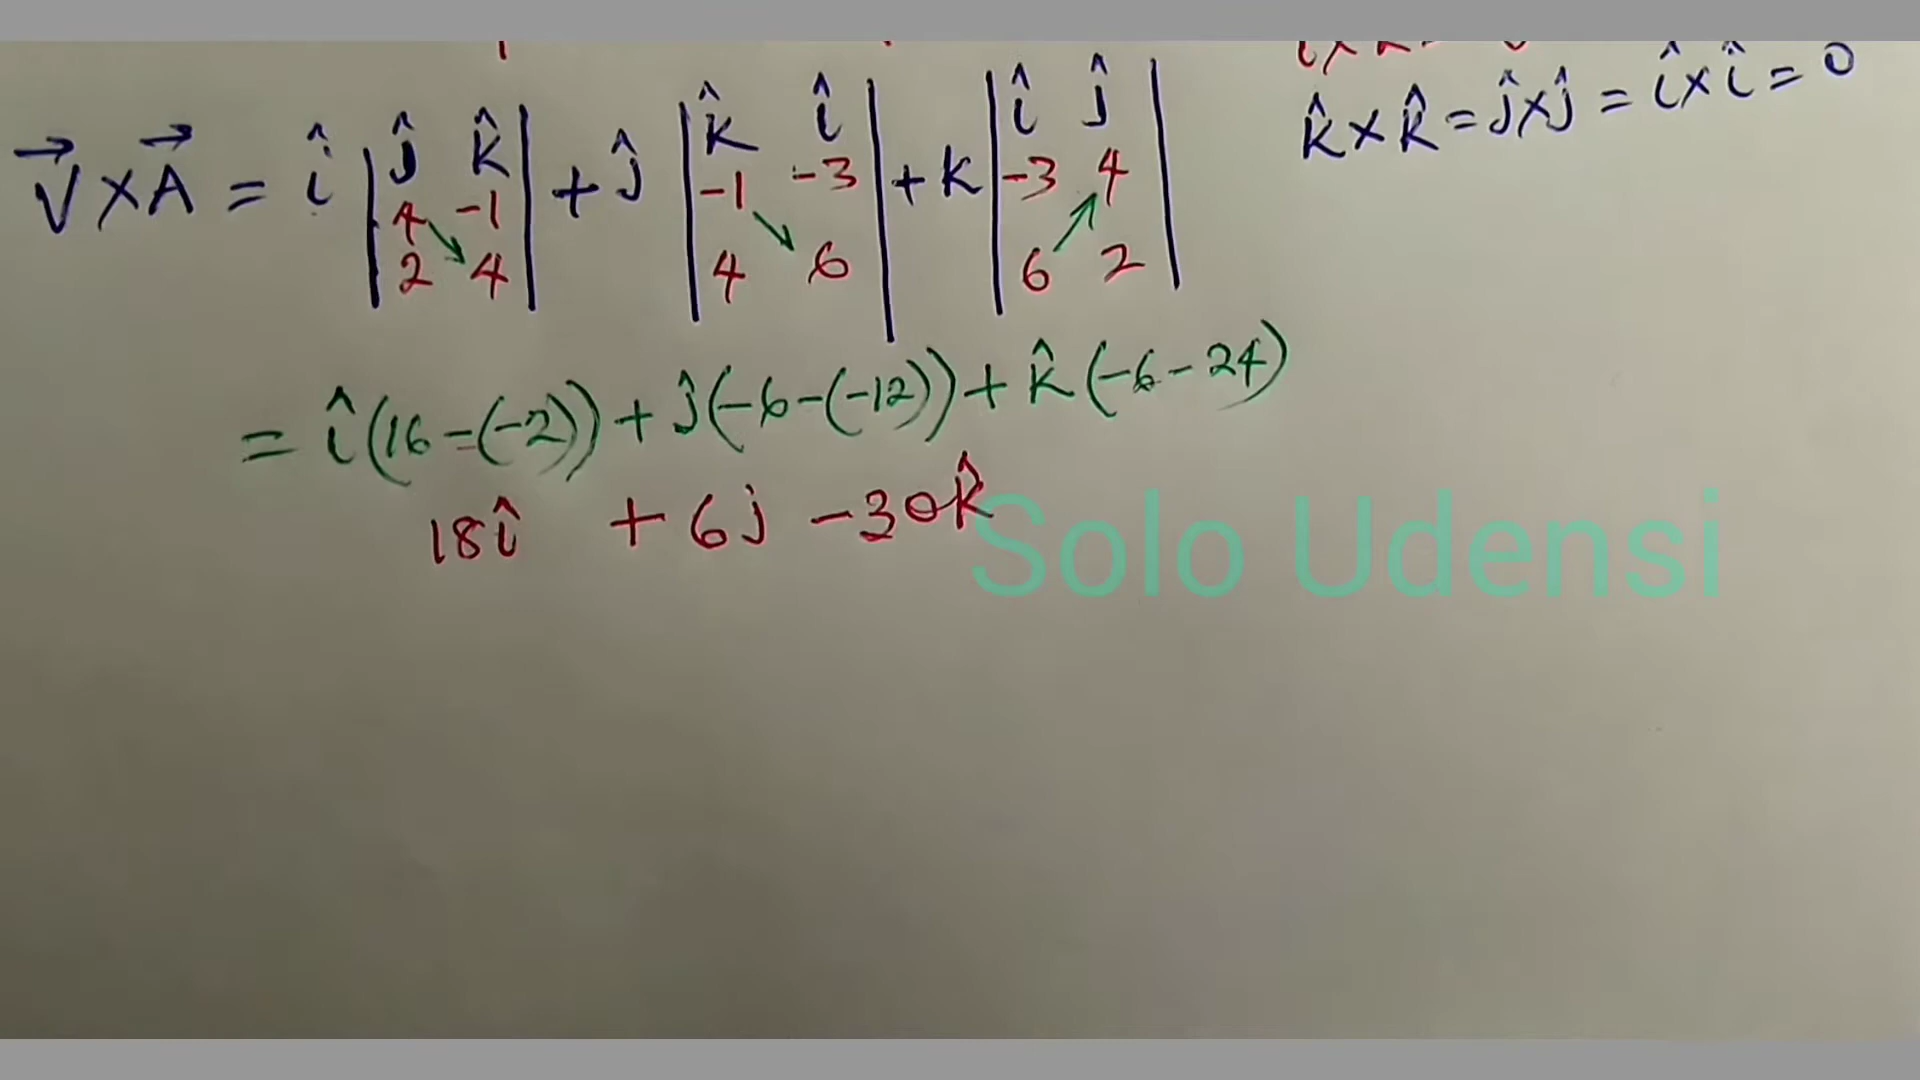 k̂ x k̂ = ĵ x ĵ = î x î = 0
V⃗ x A⃗ = î | ĵ k̂ | + ĵ | k̂ î | + k | î ĵ |
4 -1 -1 -3 -3 4
2 4 4 6 6 2
= î(16-(-2)) + ĵ(-6-(-12)) + k̂(-6-24)
18î + 6j - 30k̂
Solo Udensi